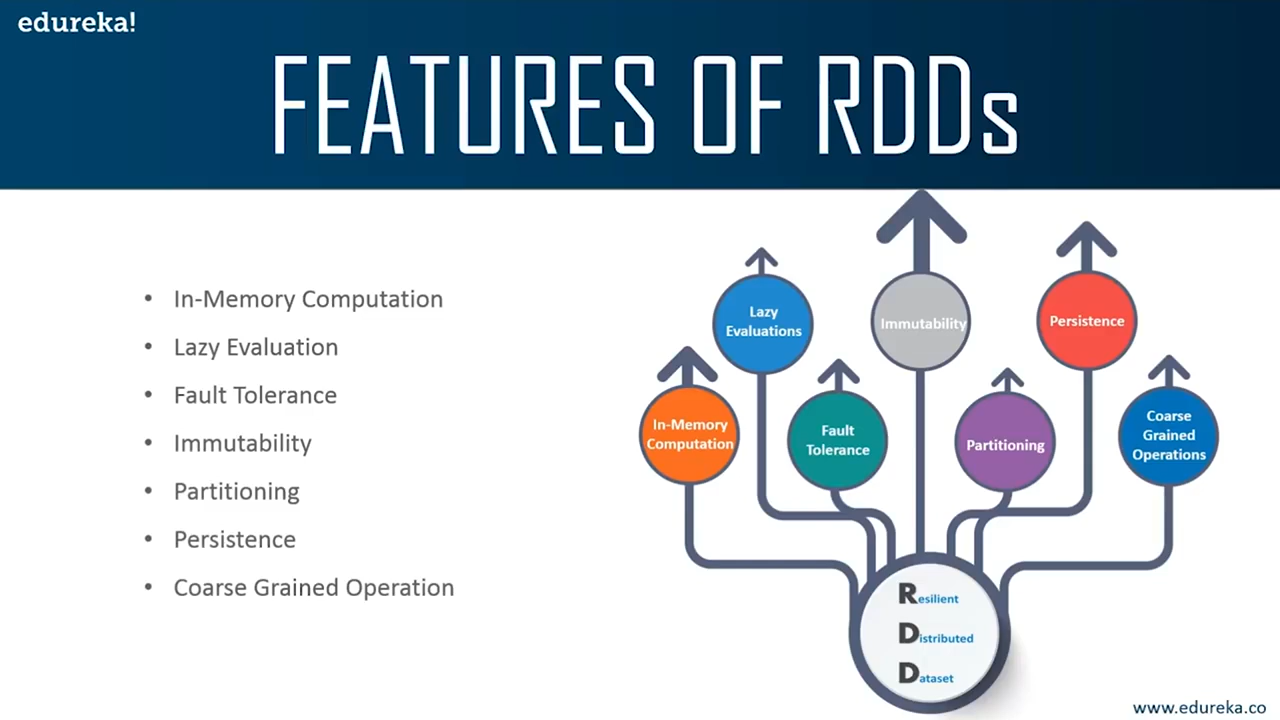 edureka!
FEATURES OF RDDs
• In-Memory Computation
• Lazy Evaluation
• Fault Tolerance
• Immutability
• Partitioning
• Persistence
• Coarse Grained Operation
Lazy
Evaluations
Immutability
Persistence
In-Memory
Computation
Fault
Tolerance
Partitioning
Coarse
Grained
Operations
Resilient
Distributed
Dataset
www.edureka.co